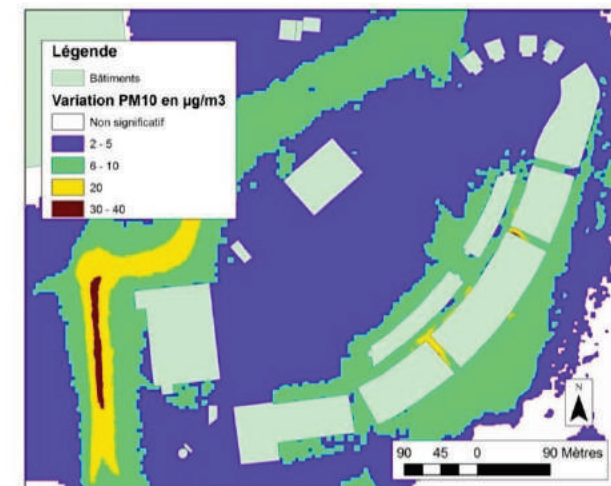 Légende
Bâtiments
Variation PM10 en µg/m3
Non significatif
2 - 5
6 - 10
20
30 - 40
N
90 45 0 90 Mètres